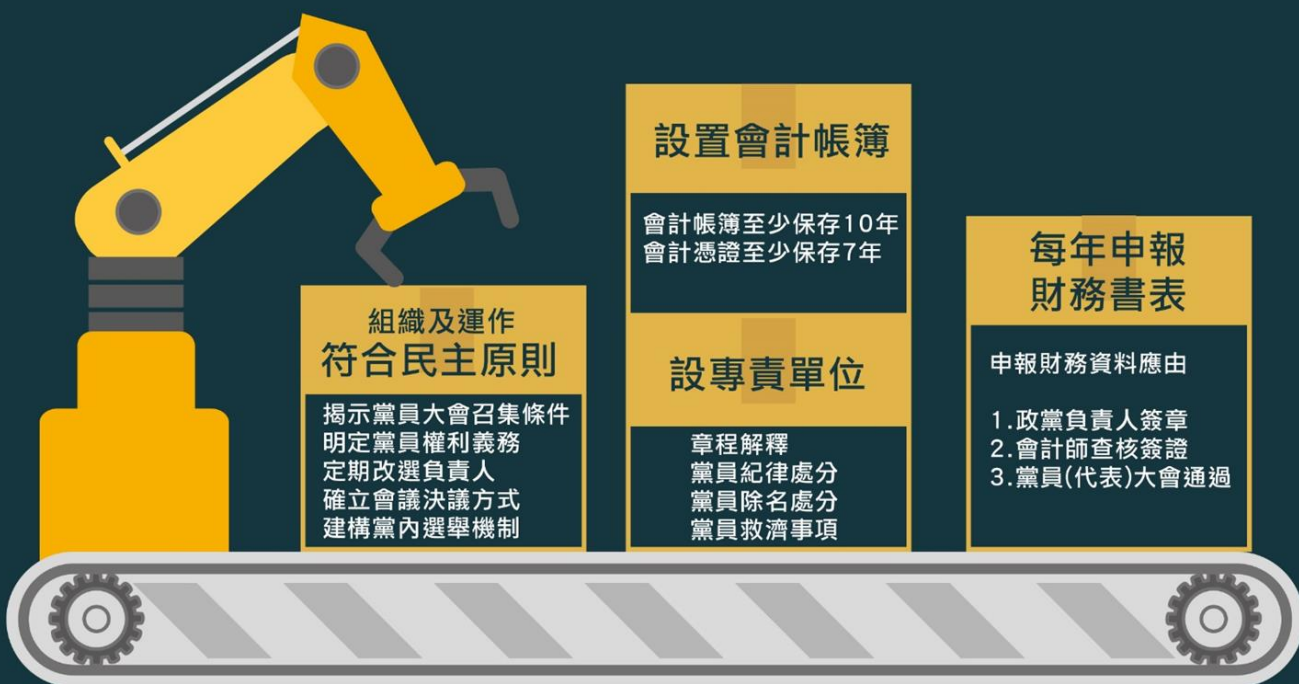 組織及運作
符合民主原則
揭示黨員大會召集條件
明定黨員權利義務
定期改選負責人
確立會議決議方式
建構黨內選舉機制
設置會計帳簿
會計帳簿至少保存10年
會計憑證至少保存7年
設專責單位
章程解釋
黨員紀律處分
黨員除名處分
黨員救濟事項
每年申報
財務書表
申報財務資料應由
1.政黨負責人簽章
2.會計師查核簽證
3.黨員(代表)大會通過